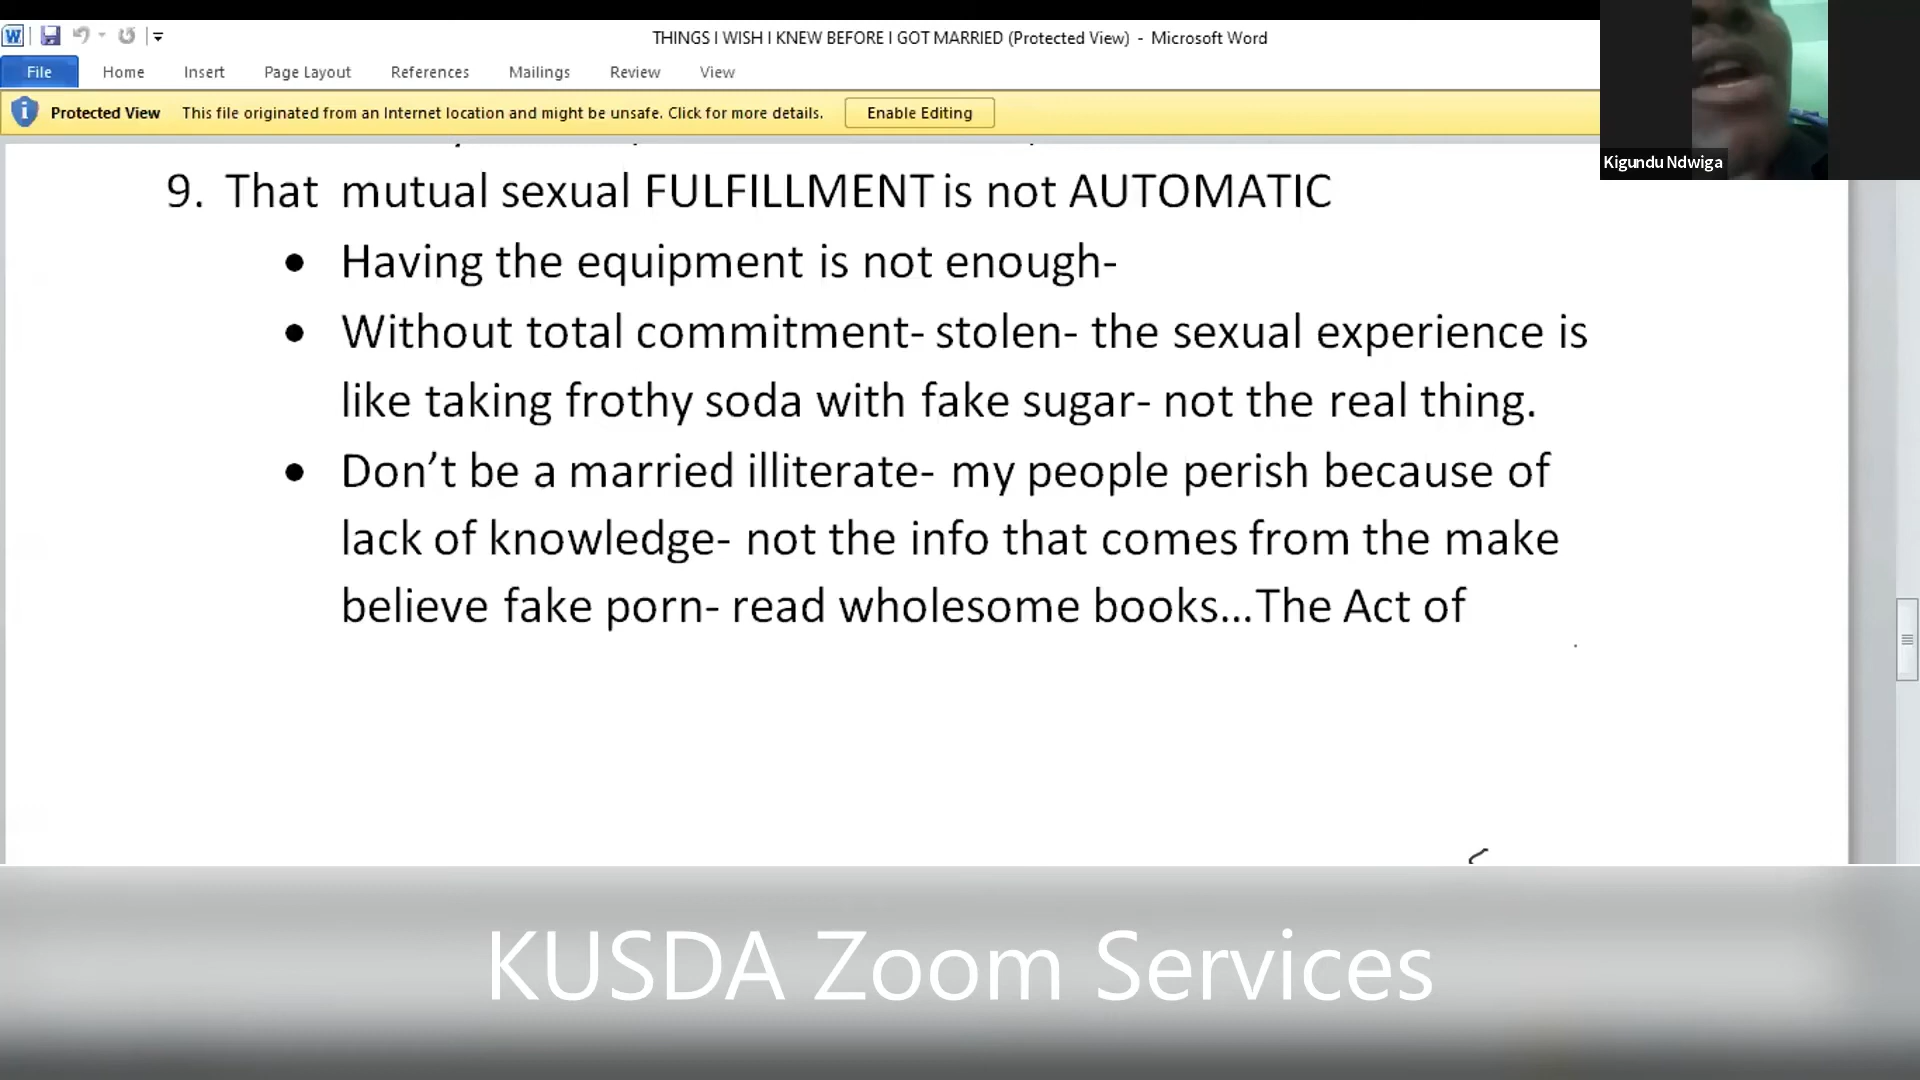 THINGS I WISH I KNEW BEFORE I GOT MARRIED (Protected View) - Microsoft Word
File Home Insert Page Layout References Mailings Review View
Protected View This file originated from an Internet location and might be unsafe. Click for more details. Enable Editing
Kigundu Ndwiga
9. That mutual sexual FULFILLMENT is not AUTOMATIC
• Having the equipment is not enough-
• Without total commitment- stolen- the sexual experience is
like taking frothy soda with fake sugar- not the real thing.
• Don’t be a married illiterate- my people perish because of
lack of knowledge- not the info that comes from the make
believe fake porn- read wholesome books...The Act of
KUSDA Zoom Services